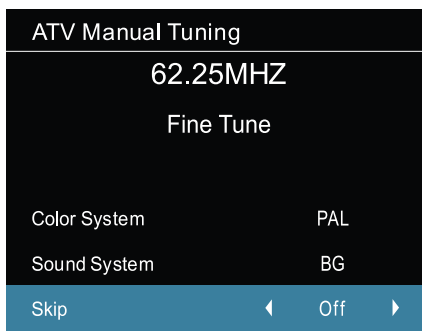 ATV Manual Tuning
62.25MHZ
Fine Tune
Color System PAL
Sound System BG
Skip Off